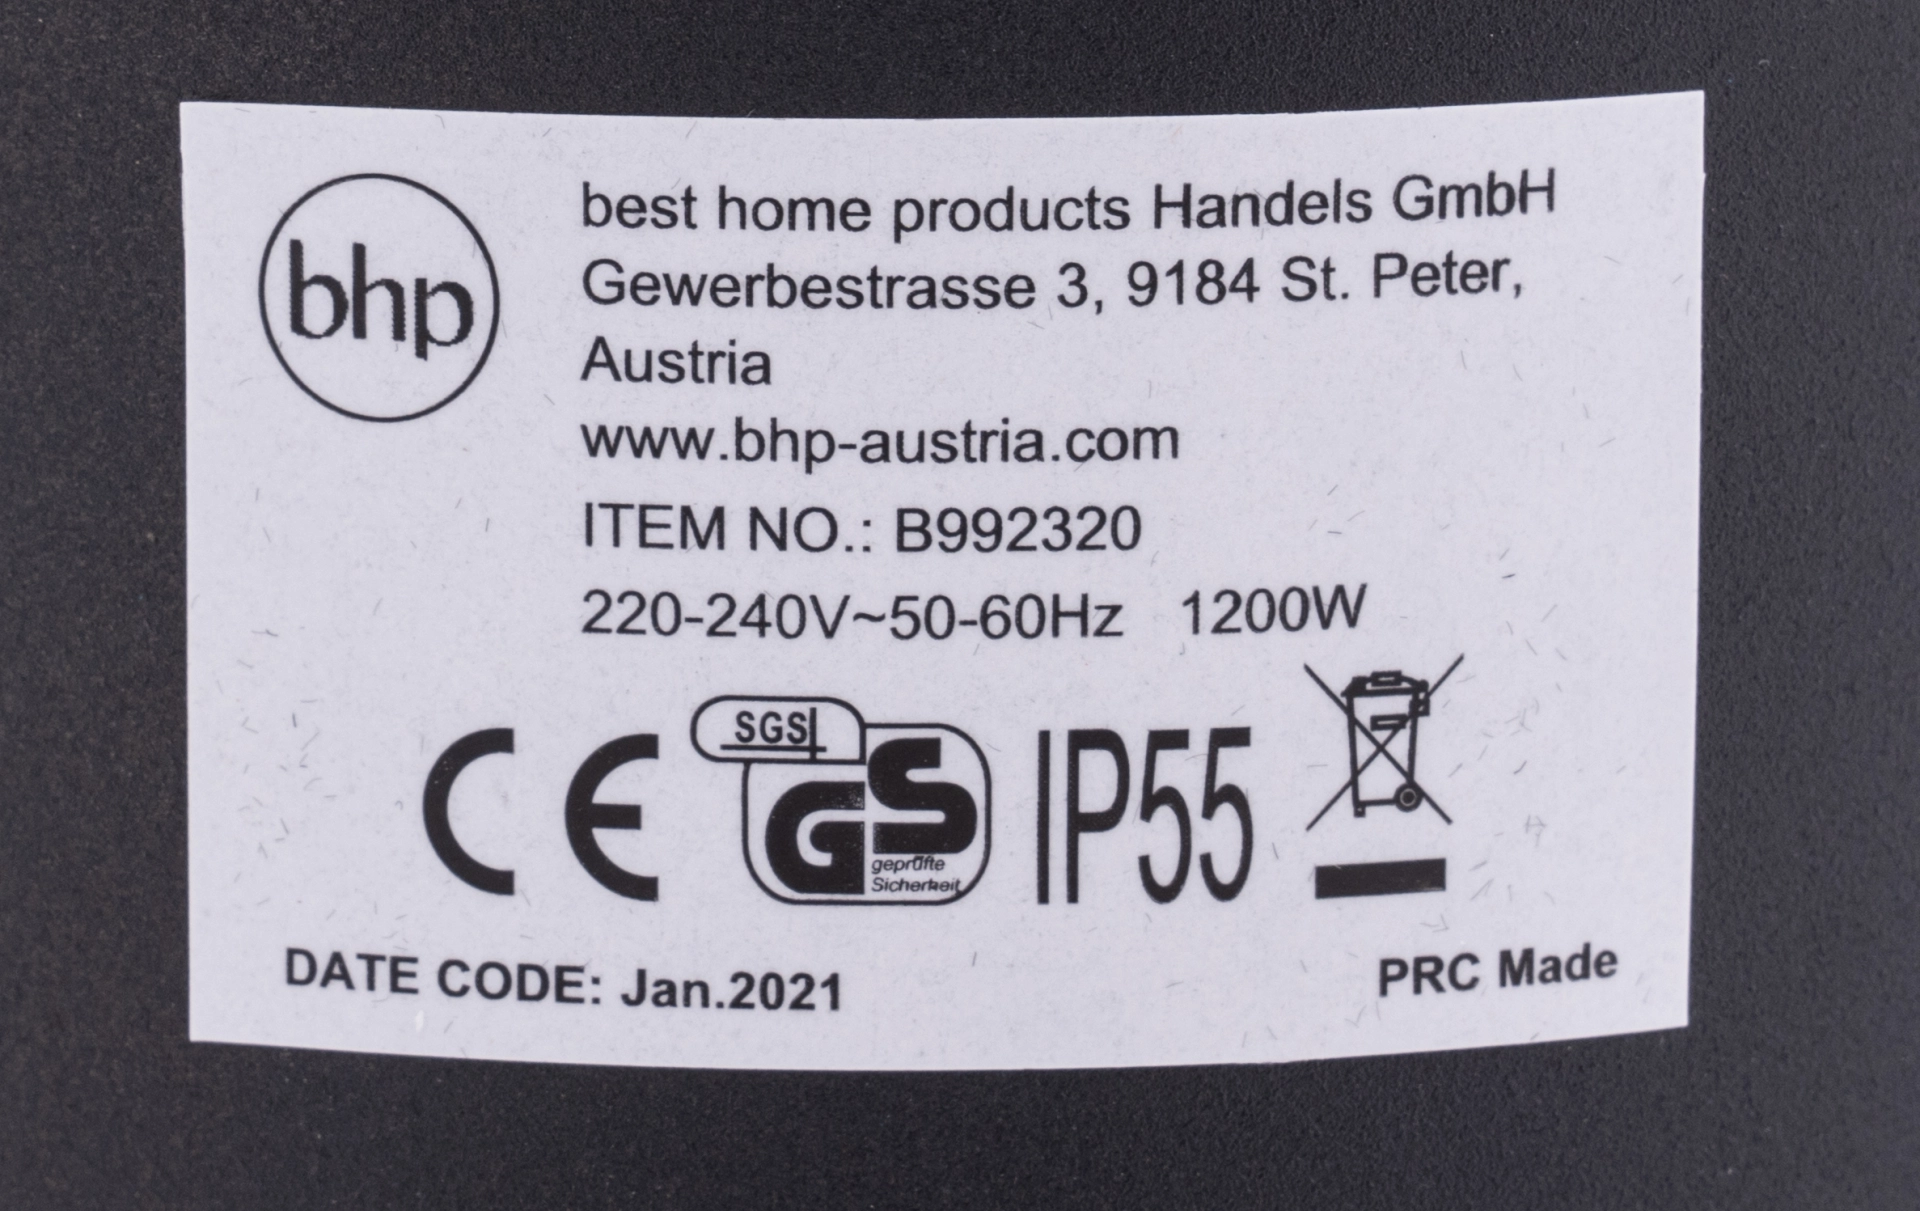 bhp
best home products Handels GmbH
Gewerbestrasse 3, 9184 St. Peter,
Austria
www.bhp-austria.com
ITEM NO.: B992320
220-240V~50-60Hz 1200W
CE
SGS
GS
geprüfte
Sicherheit
IP55
DATE CODE: Jan.2021
PRC Made